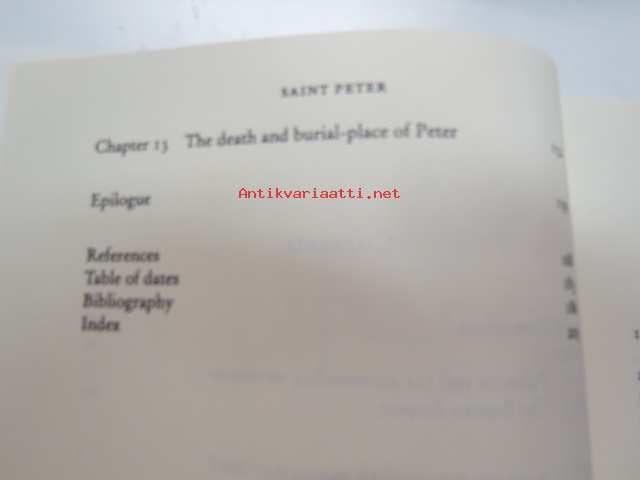 SAINT PETER
Chapter 13 The death and burial-place of Peter
Antikvariaatti.net
Epilogue
References
Table of dates
Bibliography
Index